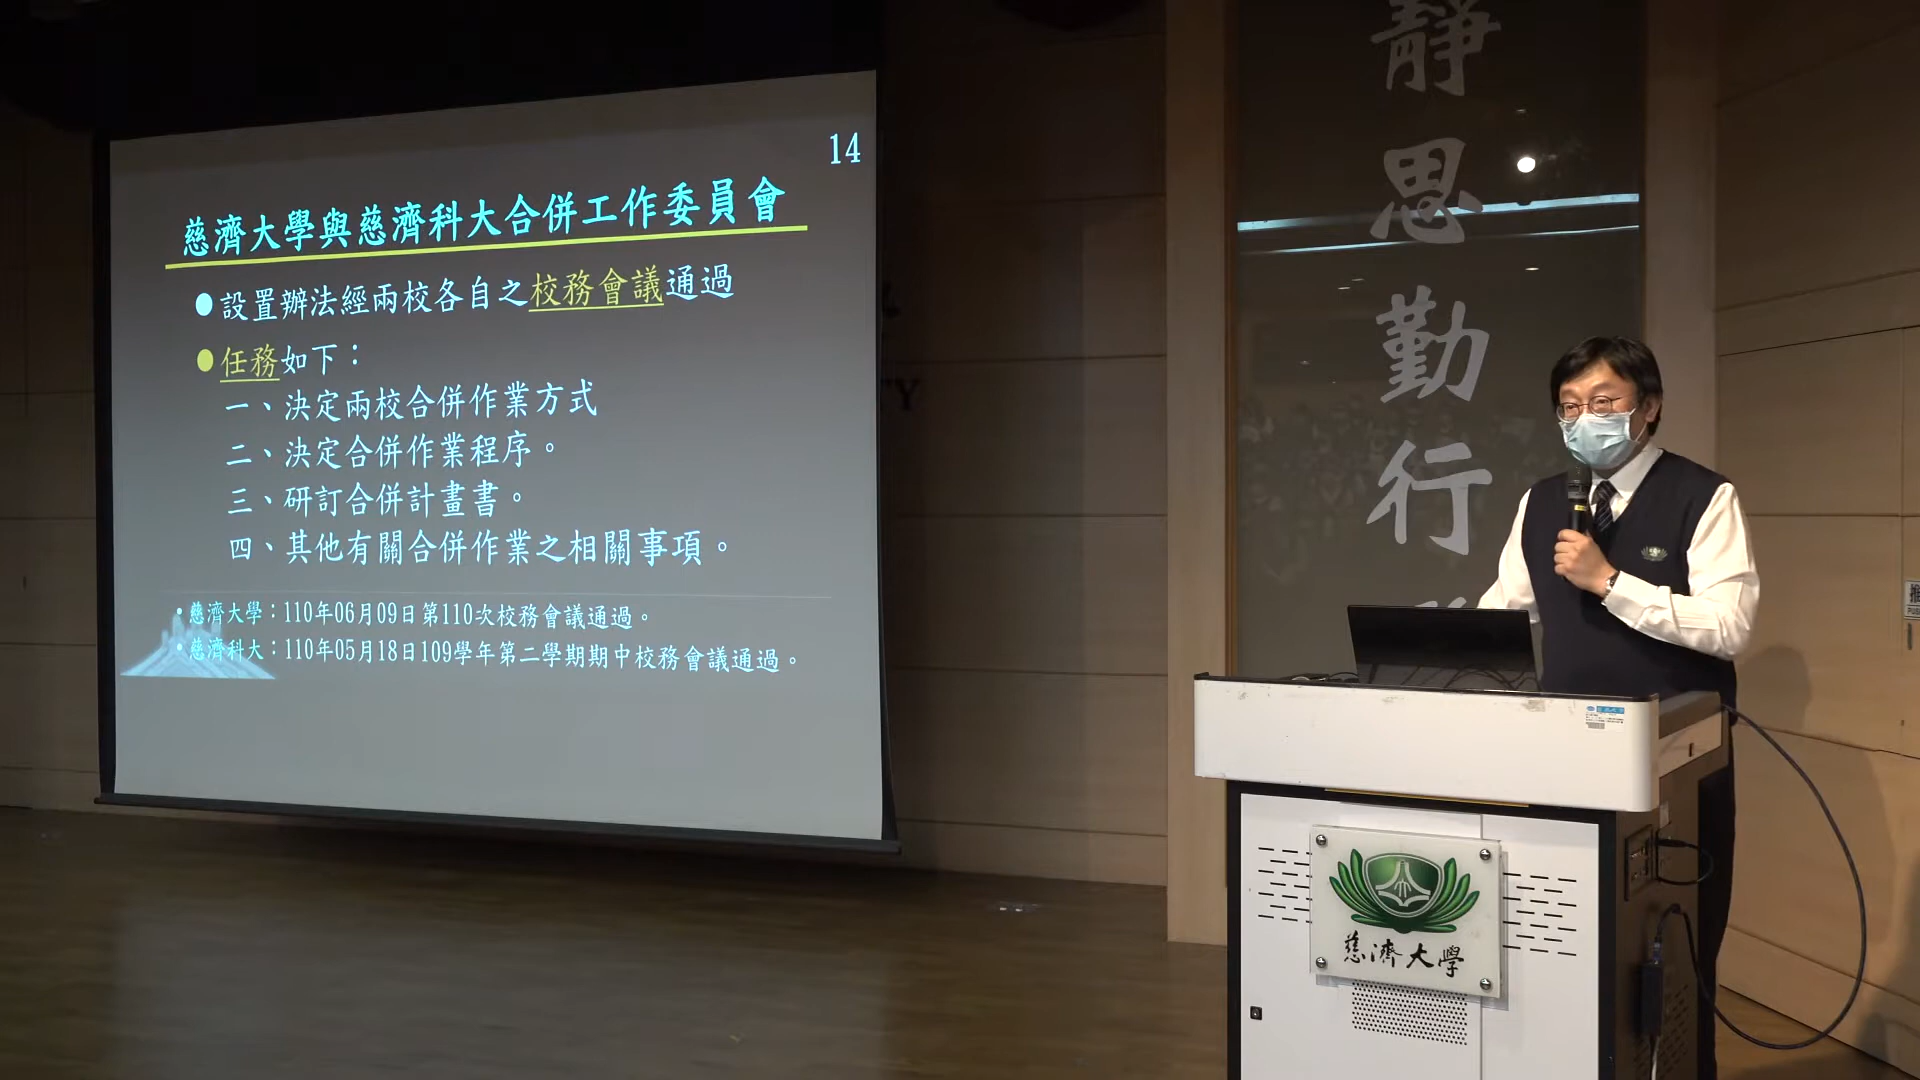 14
慈濟大學與慈濟科大合併工作委員會
●設置辦法經兩校各自之校務會議通過
●任務如下：
一、決定兩校合併作業方式
二、決定合併作業程序。
三、研訂合併計畫書。
四、其他有關合併作業之相關事項。
•慈濟大學：110年06月09日第110次校務會議通過。
•慈濟科大：110年05月18日109學年第二學期期中校務會議通過。
靜思勤行
Y
慈濟大學
推
PUSH